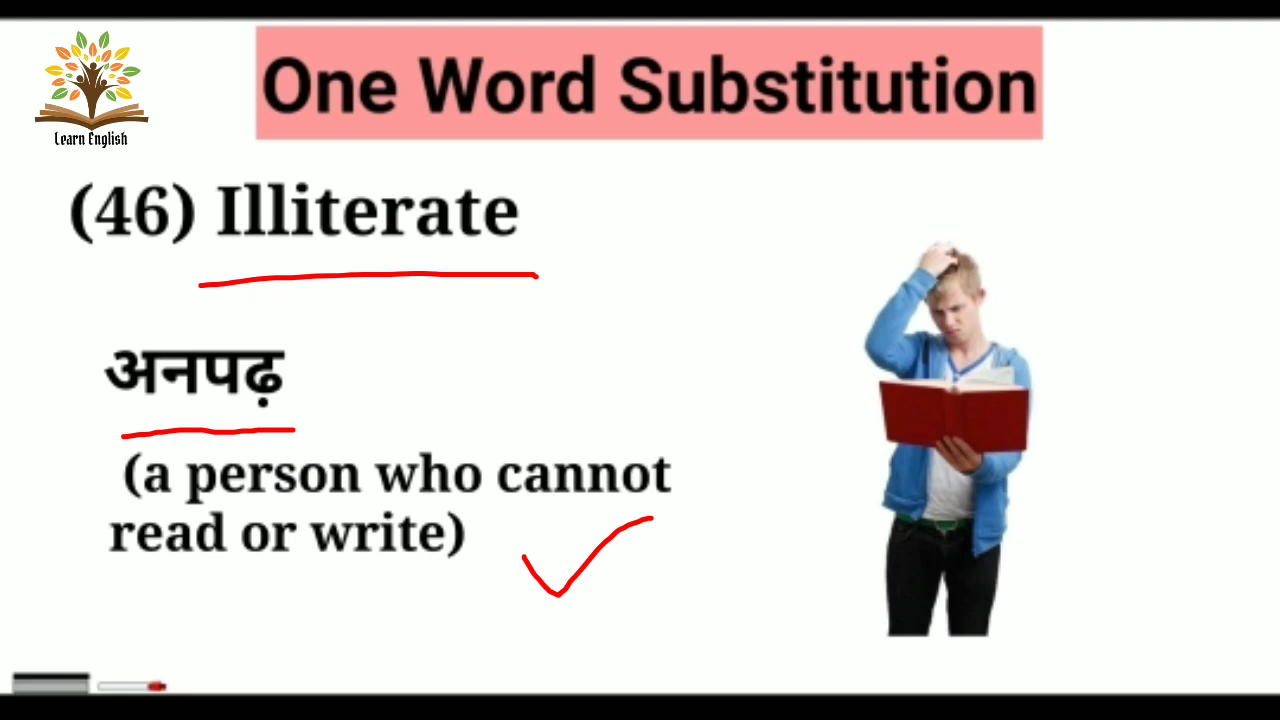 Learn English
One Word Substitution
(46) Illiterate
अनपढ़
(a person who cannot
read or write)